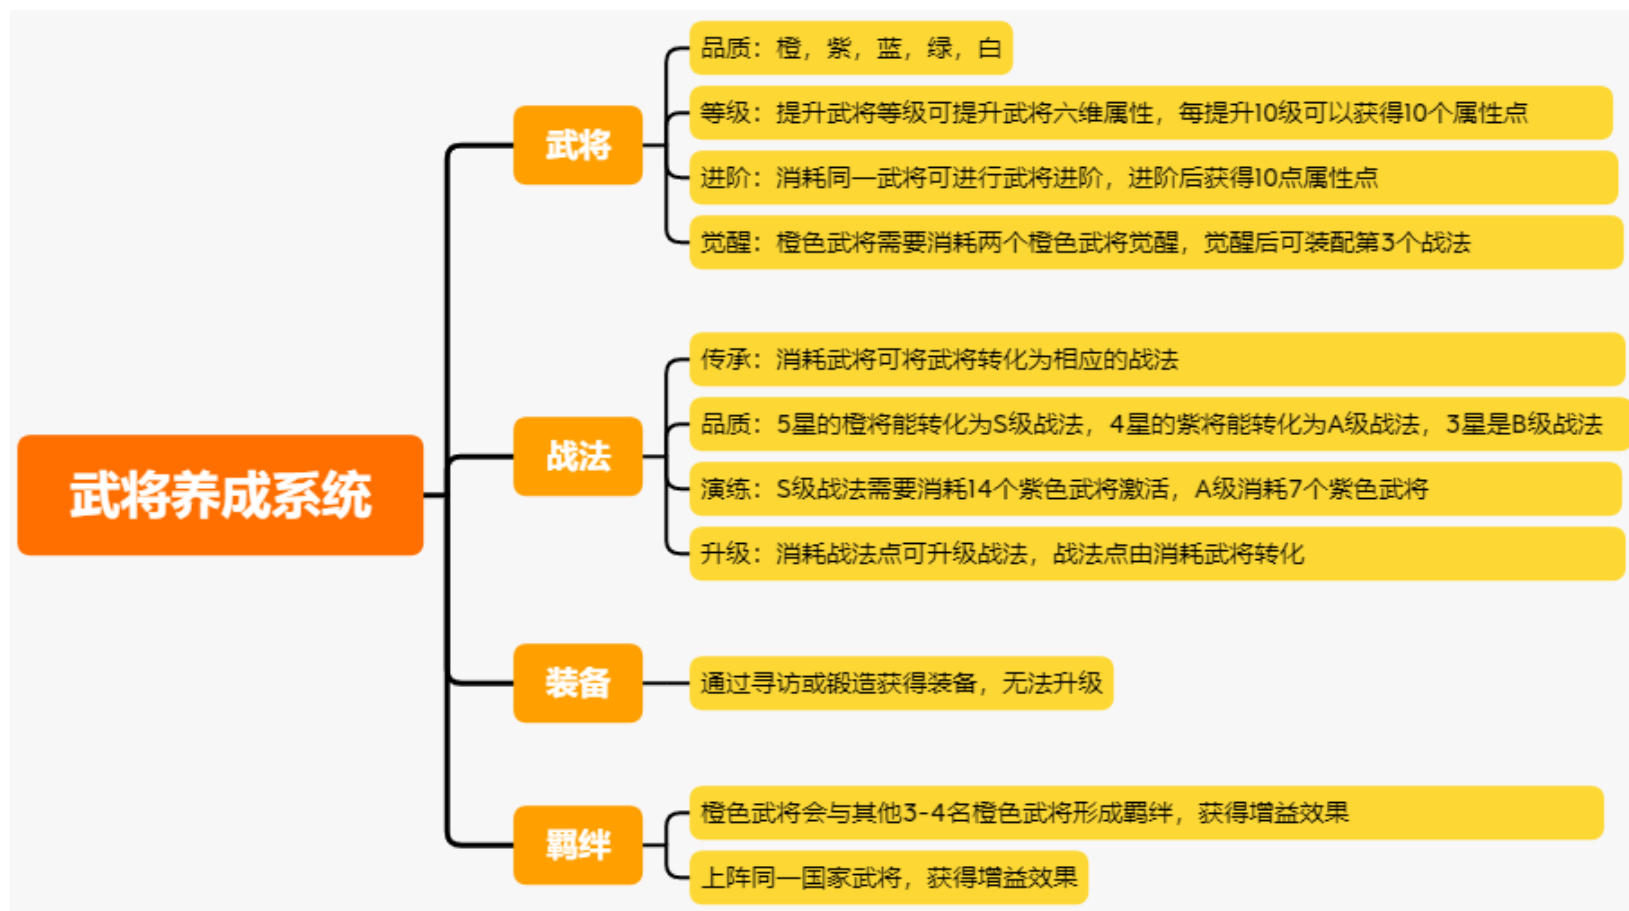 武将养成系统
武将
品质：橙，紫，蓝，绿，白
等级：提升武将等级可提升武将六维属性，每提升10级可以获得10个属性点
进阶：消耗同一武将可进行武将进阶，进阶后获得10点属性点
觉醒：橙色武将需要消耗两个橙色武将觉醒，觉醒后可装配第3个战法
战法
传承：消耗武将可将武将转化为相应的战法
品质：5星的橙将能转化为S级战法，4星的紫将能转化为A级战法，3星是B级战法
演练：S级战法需要消耗14个紫色武将激活，A级消耗7个紫色武将
升级：消耗战法点可升级战法，战法点由消耗武将转化
装备
通过寻访或锻造获得装备，无法升级
羁绊
橙色武将会与其他3-4名橙色武将形成羁绊，获得增益效果
上阵同一国家武将，获得增益效果